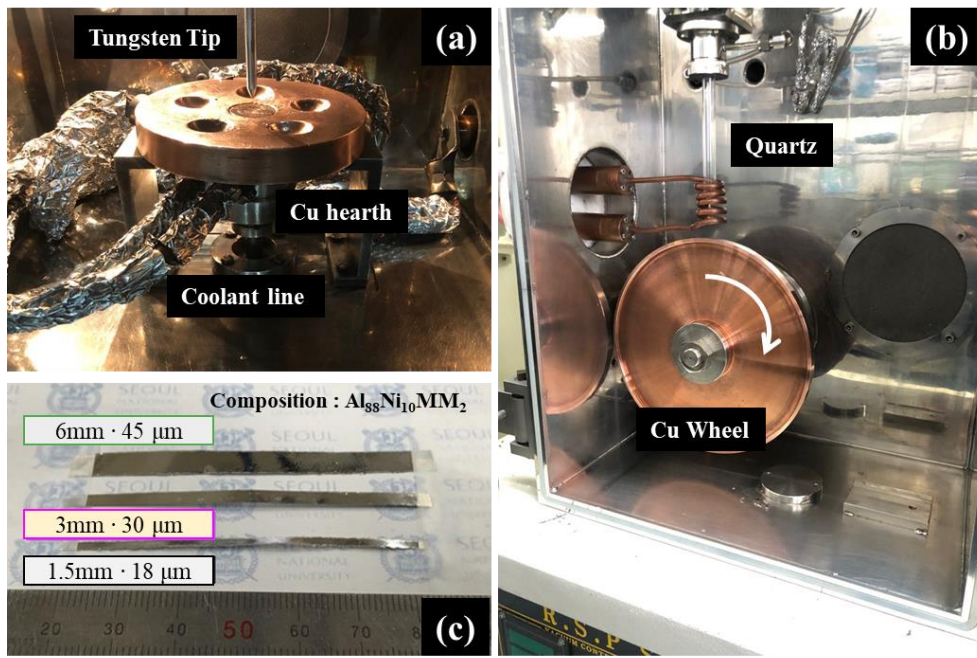 Tungsten Tip
(a)
Cu hearth
Coolant line
(b)
Quartz
Cu Wheel
R.S.P
VACUUM
Composition : Al₈₈Ni₁₀MM₂
SEOUL
NATIONAL
UNIVERSITY
6mm · 45 μm
3mm · 30 μm
1.5mm · 18 μm
20 30 40 50 60 70
(c)